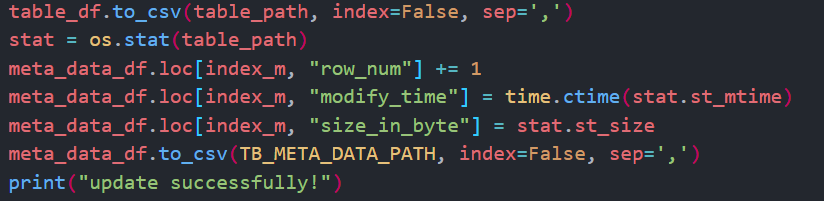 table_df.to_csv(table_path, index=False, sep=',')
stat = os.stat(table_path)
meta_data_df.loc[index_m, "row_num"] += 1
meta_data_df.loc[index_m, "modify_time"] = time.ctime(stat.st_mtime)
meta_data_df.loc[index_m, "size_in_byte"] = stat.st_size
meta_data_df.to_csv(TB_META_DATA_PATH, index=False, sep=',')
print("update successfully!")